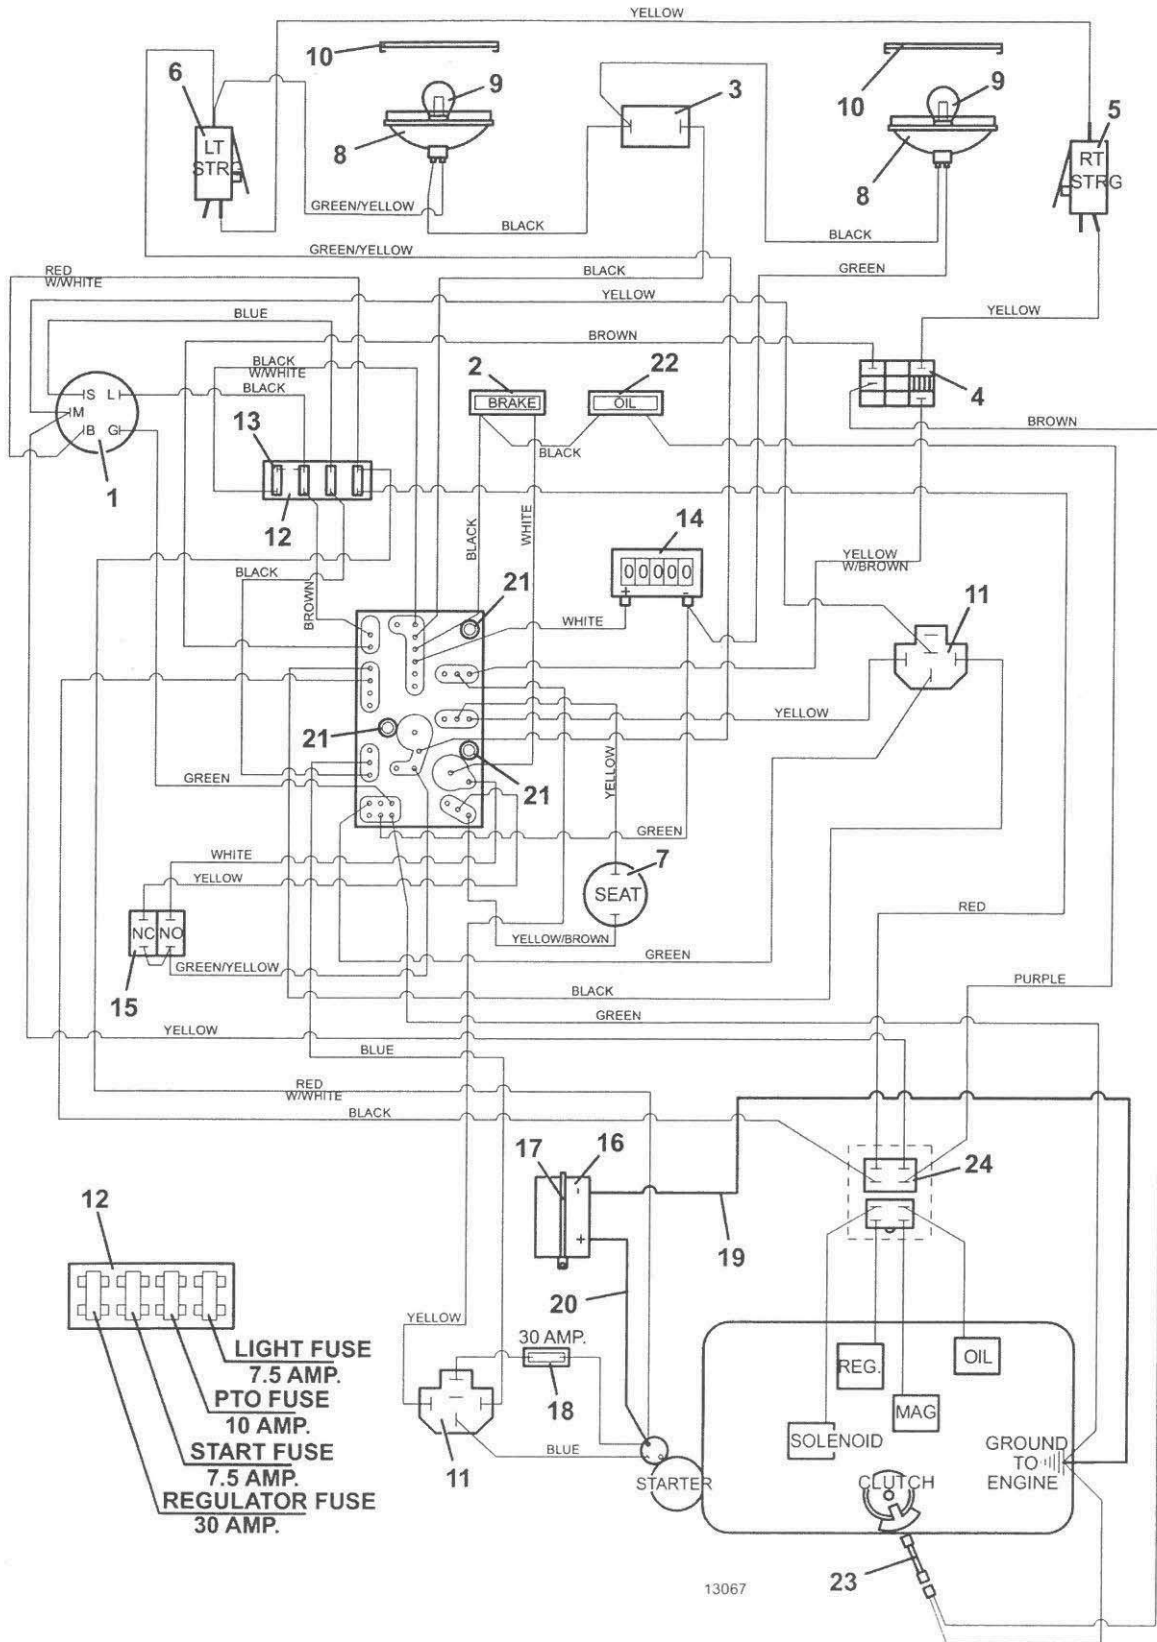 YELLOW
10
6
9
3
10
9
5
LT
STRG
8
8
RT
STRG
GREEN/YELLOW
BLACK
BLACK
GREEN/YELLOW
BLACK
GREEN
RED
W/WHITE
YELLOW
BLUE
BROWN
YELLOW
BLACK
W/WHITE
BLACK
2
22
4
S L
M
B G
BRAKE
OIL
BROWN
13
BLACK
1
12
14
BLACK
WHITE
YELLOW
W/BROWN
BLACK
BROWN
21
00000
+ -
WHITE
11
YELLOW
21
21
YELLOW
GREEN
GREEN
WHITE
7
YELLOW
SEAT
RED
NC NO
YELLOW/BROWN
GREEN/YELLOW
GREEN
PURPLE
15
BLACK
GREEN
YELLOW
BLUE
RED
W/WHITE
BLACK
17
16
24
12
-
+
19
20
YELLOW
30 AMP.
LIGHT FUSE
7.5 AMP.
REG.
OIL
PTO FUSE
10 AMP.
18
MAG
START FUSE
7.5 AMP.
11
BLUE
SOLENOID
GROUND
TO
ENGINE
REGULATOR FUSE
30 AMP.
STARTER
CLUTCH
13067
23